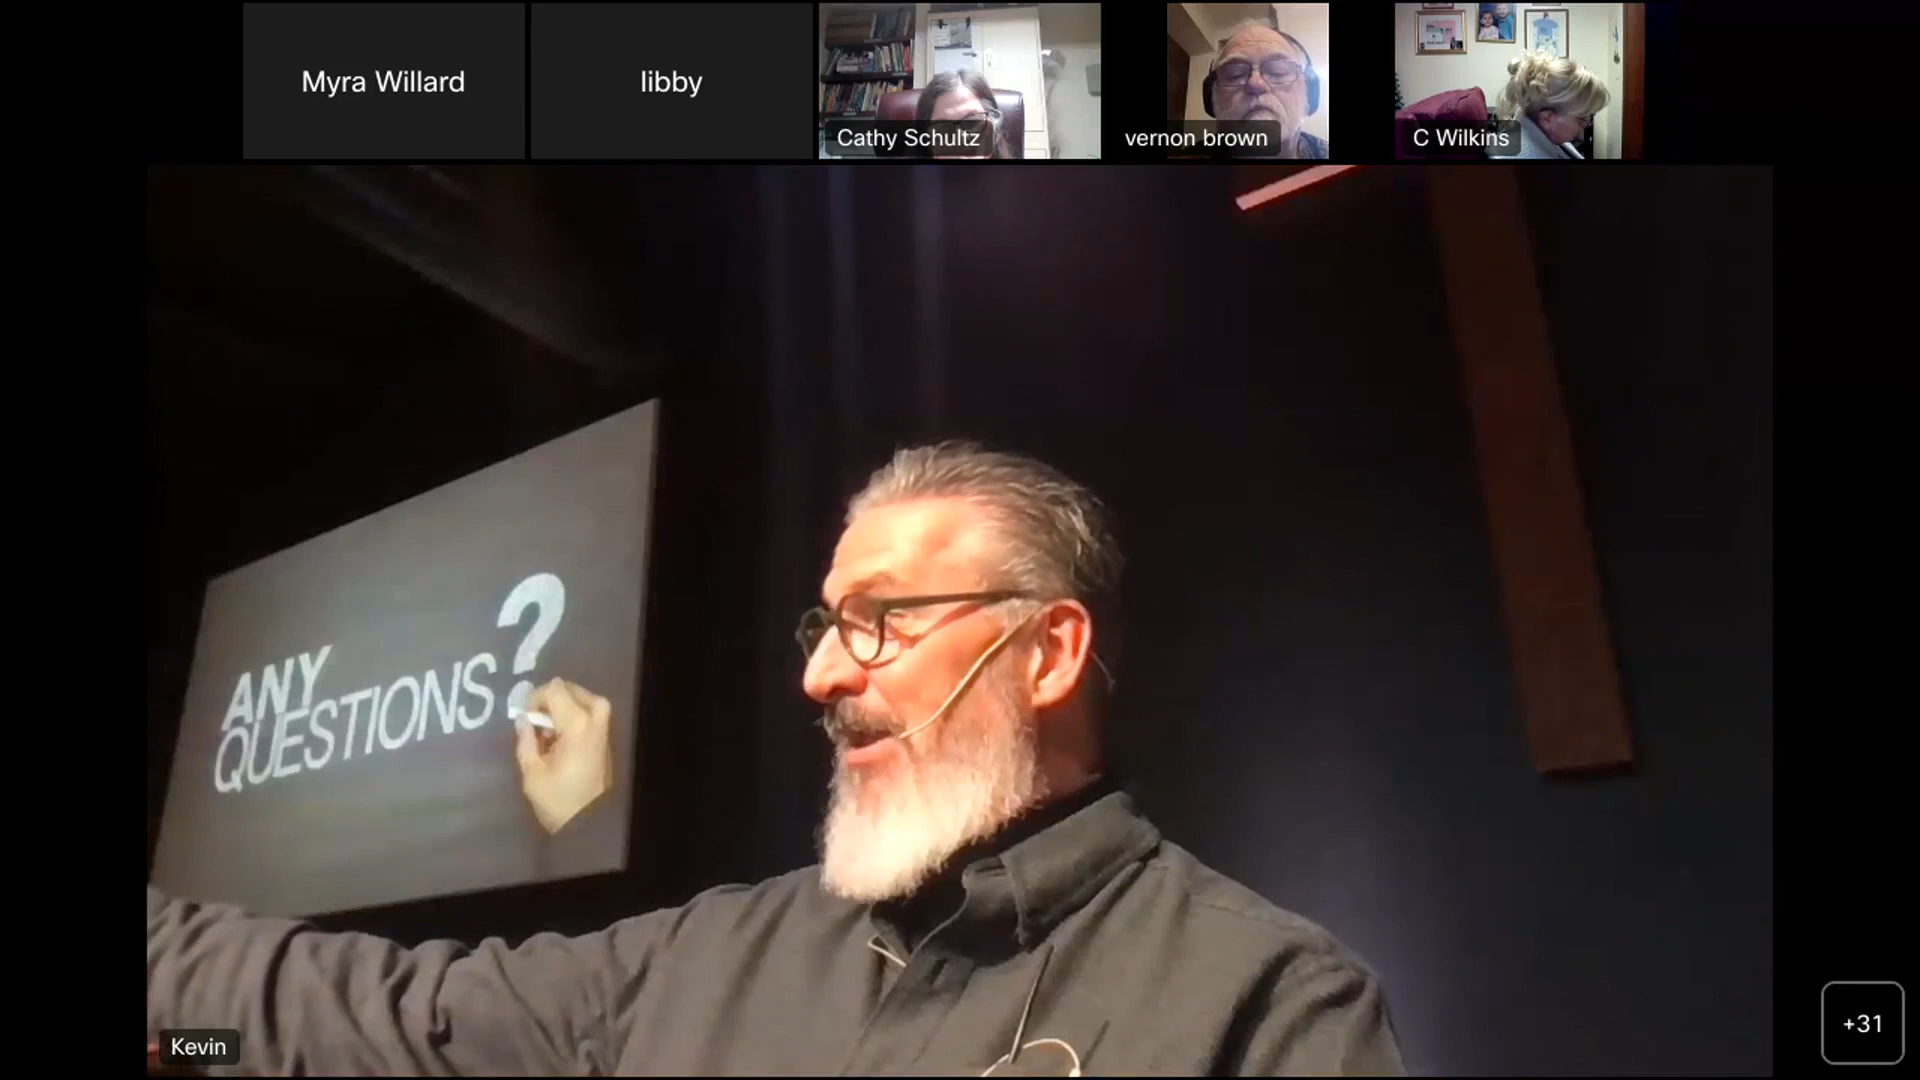 Myra Willard
libby
Cathy Schultz
vernon brown
C Wilkins
ANY
QUESTIONS?
Kevin
+31